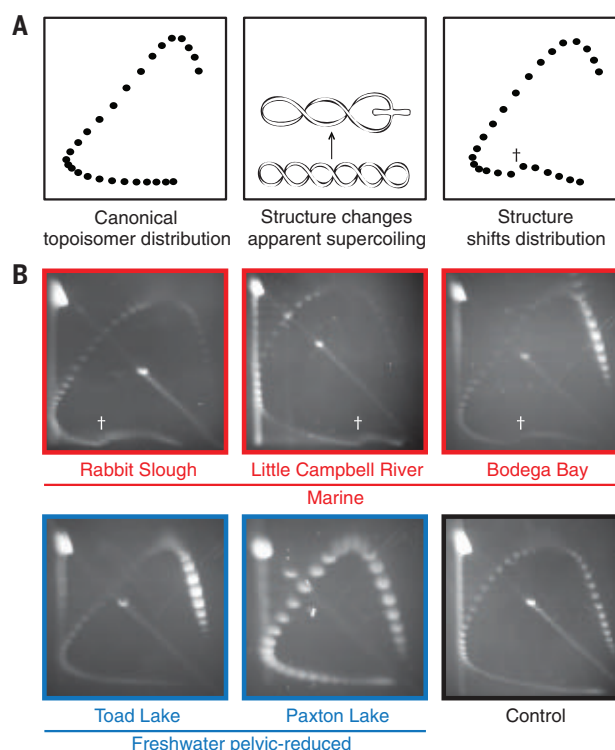 A
†
Canonical
topoisomer distribution
Structure changes
apparent supercoiling
Structure
shifts distribution
B
†
†
†
Rabbit Slough
Little Campbell River
Bodega Bay
Marine
Toad Lake
Paxton Lake
Control
Freshwater pelvic-reduced